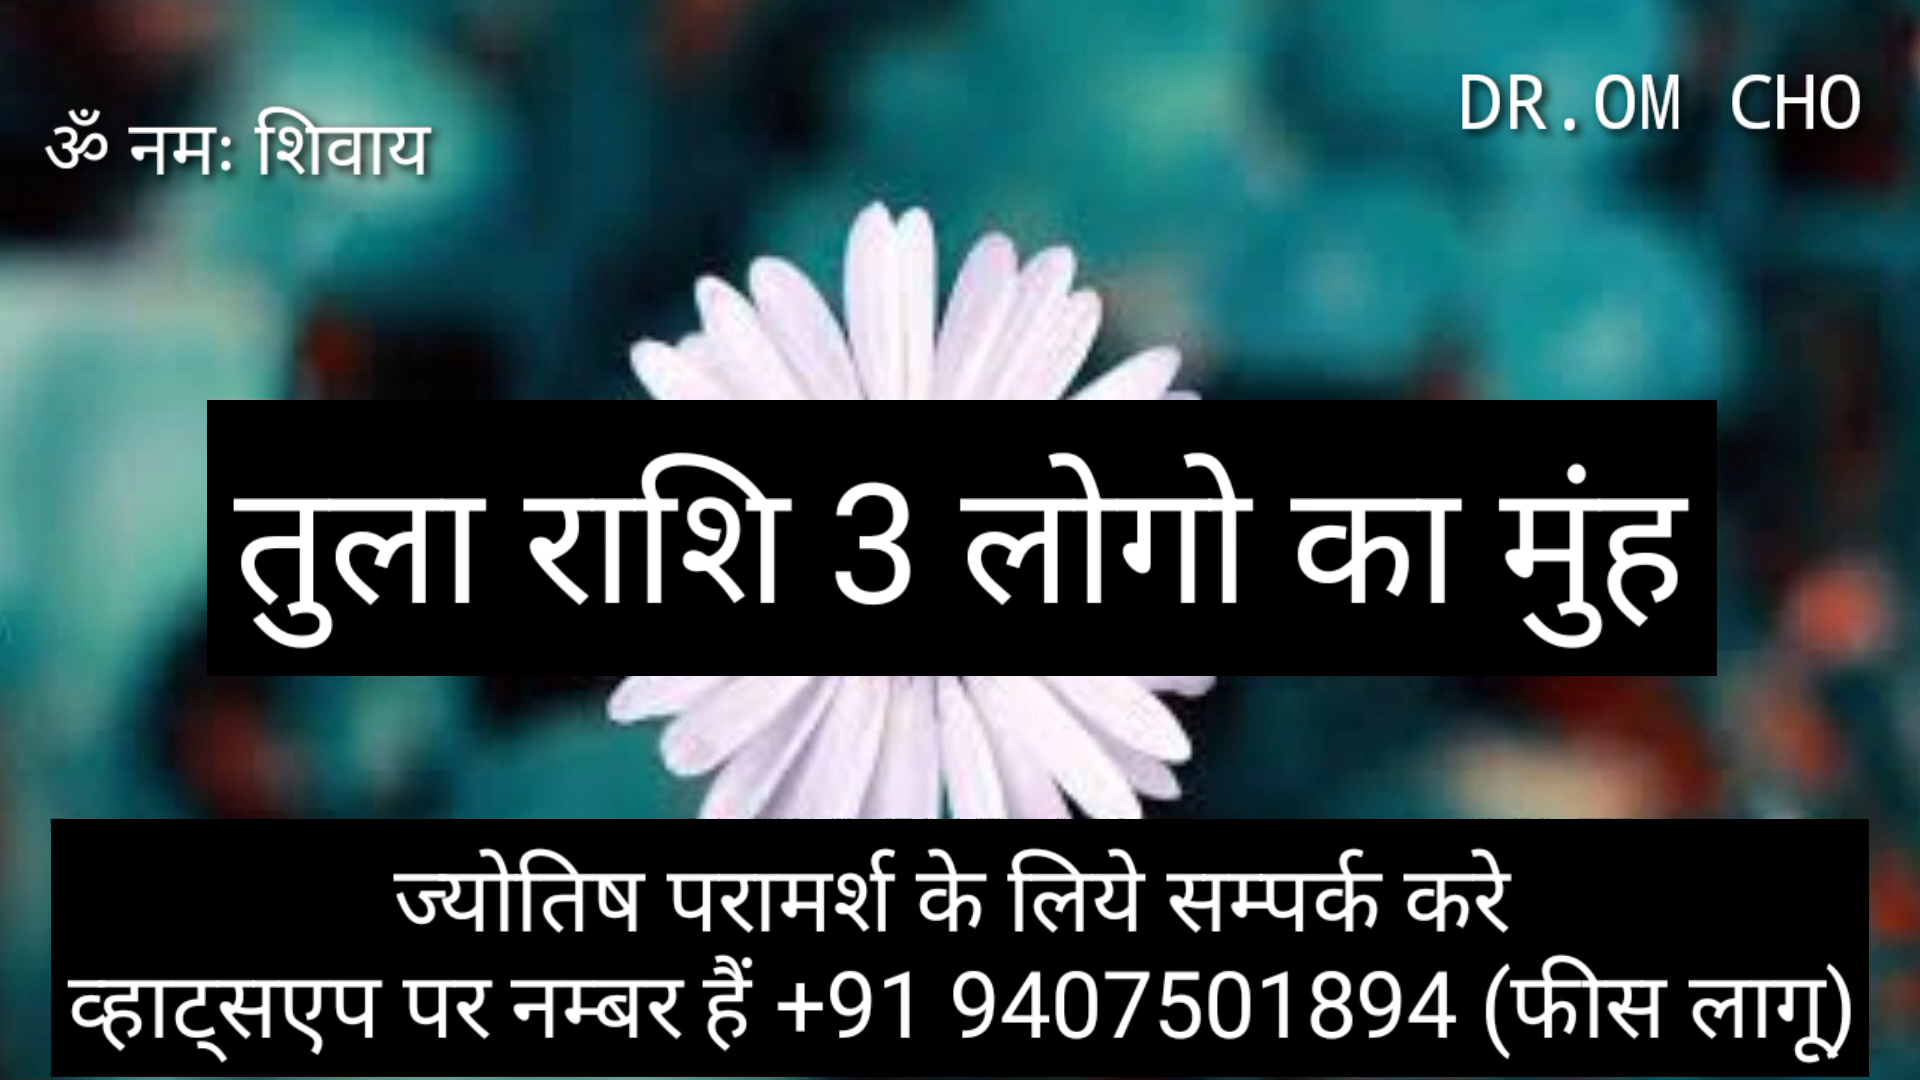 ॐ नमः शिवाय
DR.OM CHO
तुला राशि 3 लोगो का मुंह
ज्योतिष परामर्श के लिये सम्पर्क करे
व्हाट्सएप पर नम्बर हैं +91 9407501894 (फीस लागू)